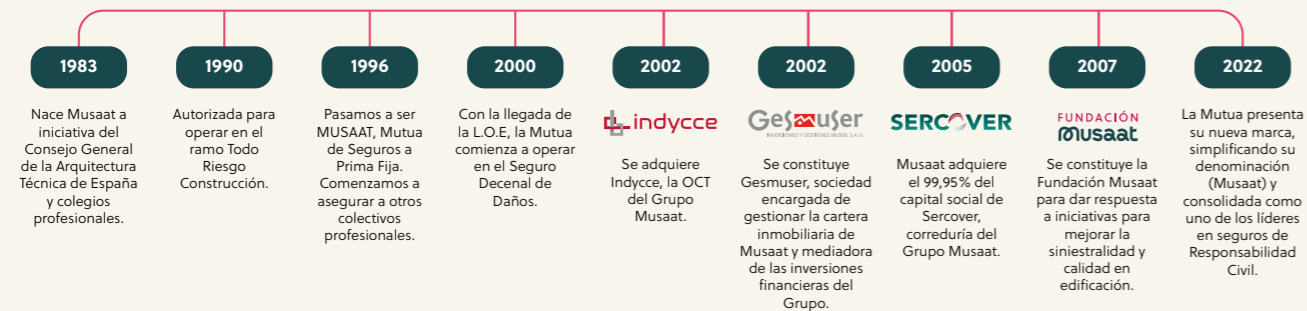 1983
Nace Musaat a
iniciativa del
Consejo General
de la Arquitectura
Técnica de España
y colegios
profesionales.
1990
Autorizada para
operar en el
ramo Todo
Riesgo
Construcción.
1996
Pasamos a ser
MUSAAT, Mutua
de Seguros a
Prima Fija.
Comenzamos a
asegurar a otros
colectivos
profesionales.
2000
Con la llegada de
la L.O.E, la Mutua
comienza a operar
en el Seguro
Decenal de
Daños.
2002
indycce
Se adquiere
Indycce, la OCT
del Grupo
Musaat.
2002
Gesmuser
INVERSIONES Y GESTIONES MUSER, S.A.U.
Se constituye
Gesmuser, sociedad
encargada de
gestionar la cartera
inmobiliaria de
Musaat y mediadora
de las inversiones
financieras del
Grupo.
2005
SERCOVER
Musaat adquiere
el 99,95% del
capital social de
Sercover,
correduría del
Grupo Musaat.
2007
FUNDACIÓN
musaat
Se constituye la
Fundación Musaat
para dar respuesta
a iniciativas para
mejorar la
siniestralidad y
calidad en
edificación.
2022
La Mutua presenta
su nueva marca,
simplificando su
denominación
(Musaat) y
consolidada como
uno de los líderes
en seguros de
Responsabilidad
Civil.